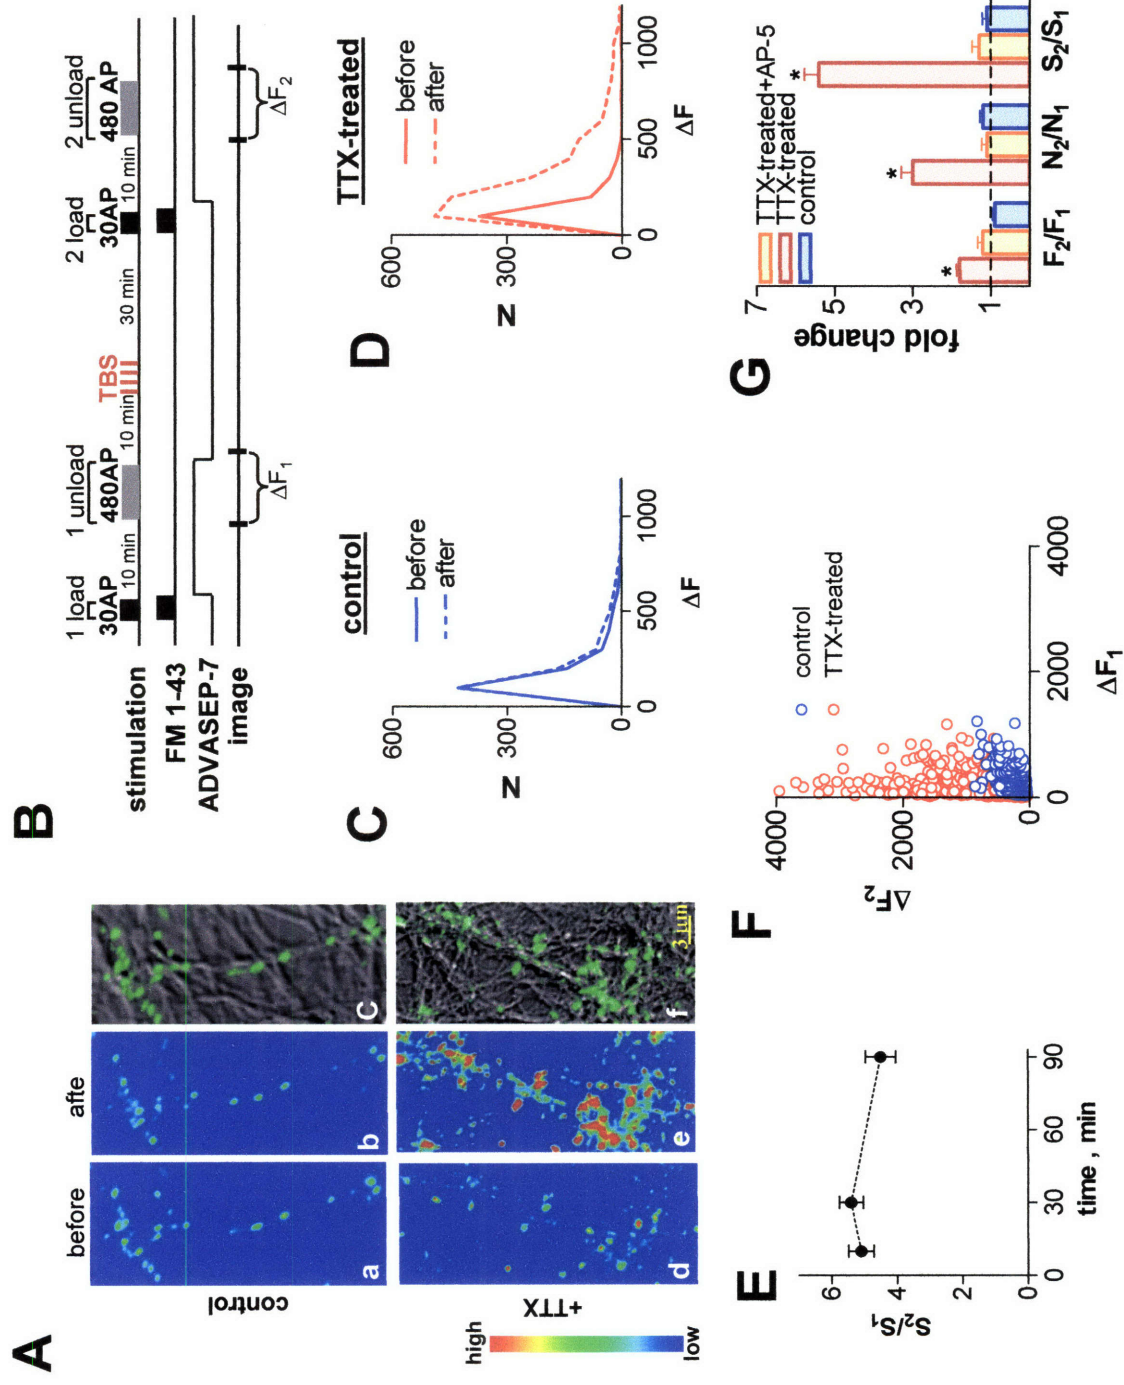 A
before
afte
control
a
b
c
+TTX
d
e
f
3 µm
high
low
B
1 load
1 unload
2 load
2 unload
30AP
10 min
480AP
10 min
TBS
30 min
30AP
10 min
480 AP
stimulation
FM 1-43
ADVASEP-7
image
ΔF1
ΔF2
C
control
before
after
N
600
300
0
0
500
1000
ΔF
D
TTX-treated
before
after
N
600
300
0
0
500
1000
ΔF
E
S2/S1
6
4
2
0
0
30
60
90
time , min
F
ΔF2
4000
2000
0
control
TTX-treated
0
2000
4000
ΔF1
G
fold change
7
5
3
1
TTX-treated+AP-5
TTX-treated
control
*
*
*
F2/F1
N2/N1
S2/S1